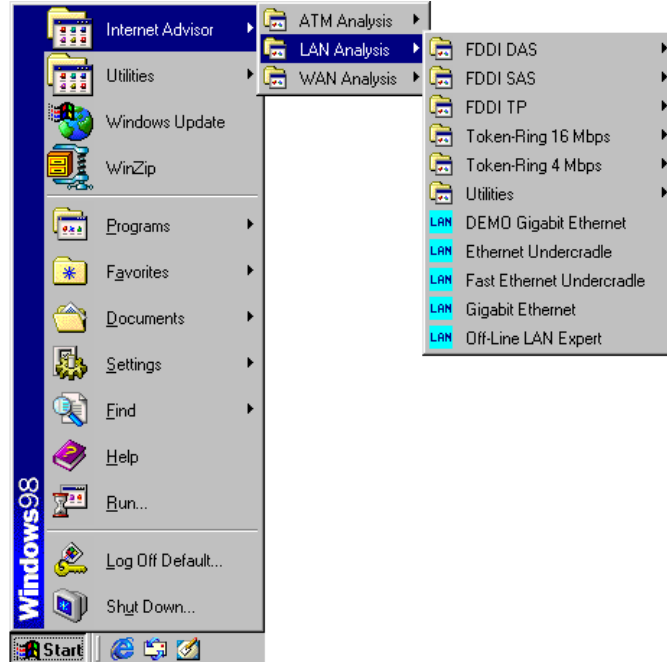 Internet Advisor
Utilities
Windows Update
WinZip
Programs
Favorites
Documents
Settings
Find
Help
Run...
Log Off Default...
Shut Down...
Windows98
Start
ATM Analysis
LAN Analysis
WAN Analysis
FDDI DAS
FDDI SAS
FDDI TP
Token-Ring 16 Mbps
Token-Ring 4 Mbps
Utilities
LAN DEMO Gigabit Ethernet
LAN Ethernet Undercradle
LAN Fast Ethernet Undercradle
LAN Gigabit Ethernet
LAN Off-Line LAN Expert